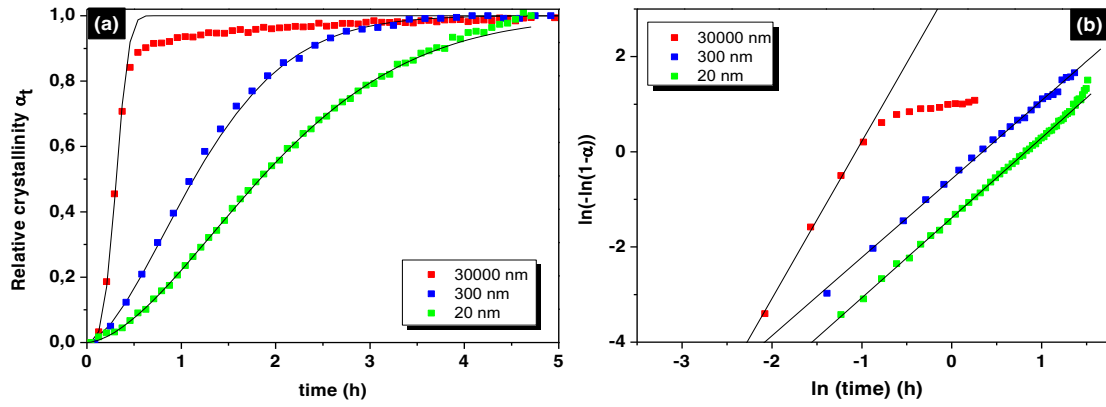 (a)
Relative crystallinity αt
1,0
0,8
0,6
0,4
0,2
0,0
30000 nm
300 nm
20 nm
0 1 2 3 4 5
time (h)
(b)
ln(-ln(1-α))
2
0
-2
-4
30000 nm
300 nm
20 nm
-3 -2 -1 0 1
ln (time) (h)